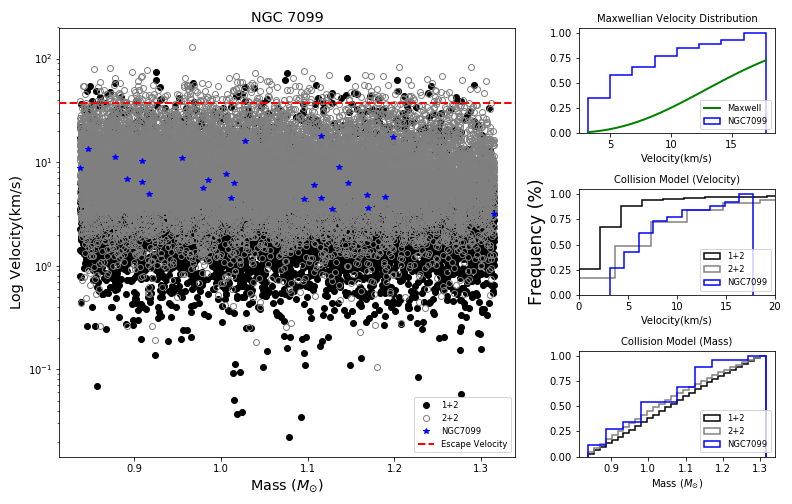 NGC 7099
Log Velocity(km/s)
10²
10¹
10⁰
10⁻¹
0.9 1.0 1.1 1.2 1.3
Mass (M⊙)
1+2
2+2
NGC7099
Escape Velocity
Maxwellian Velocity Distribution
1.00
0.75
0.50
0.25
0.00
5 10 15
Velocity(km/s)
Maxwell
NGC7099
Frequency (%)
Collision Model (Velocity)
1.00
0.75
0.50
0.25
0.00
0 5 10 15 20
Velocity(km/s)
1+2
2+2
NGC7099
Collision Model (Mass)
1.00
0.75
0.50
0.25
0.00
0.9 1.0 1.1 1.2 1.3
Mass (M⊙)
1+2
2+2
NGC7099